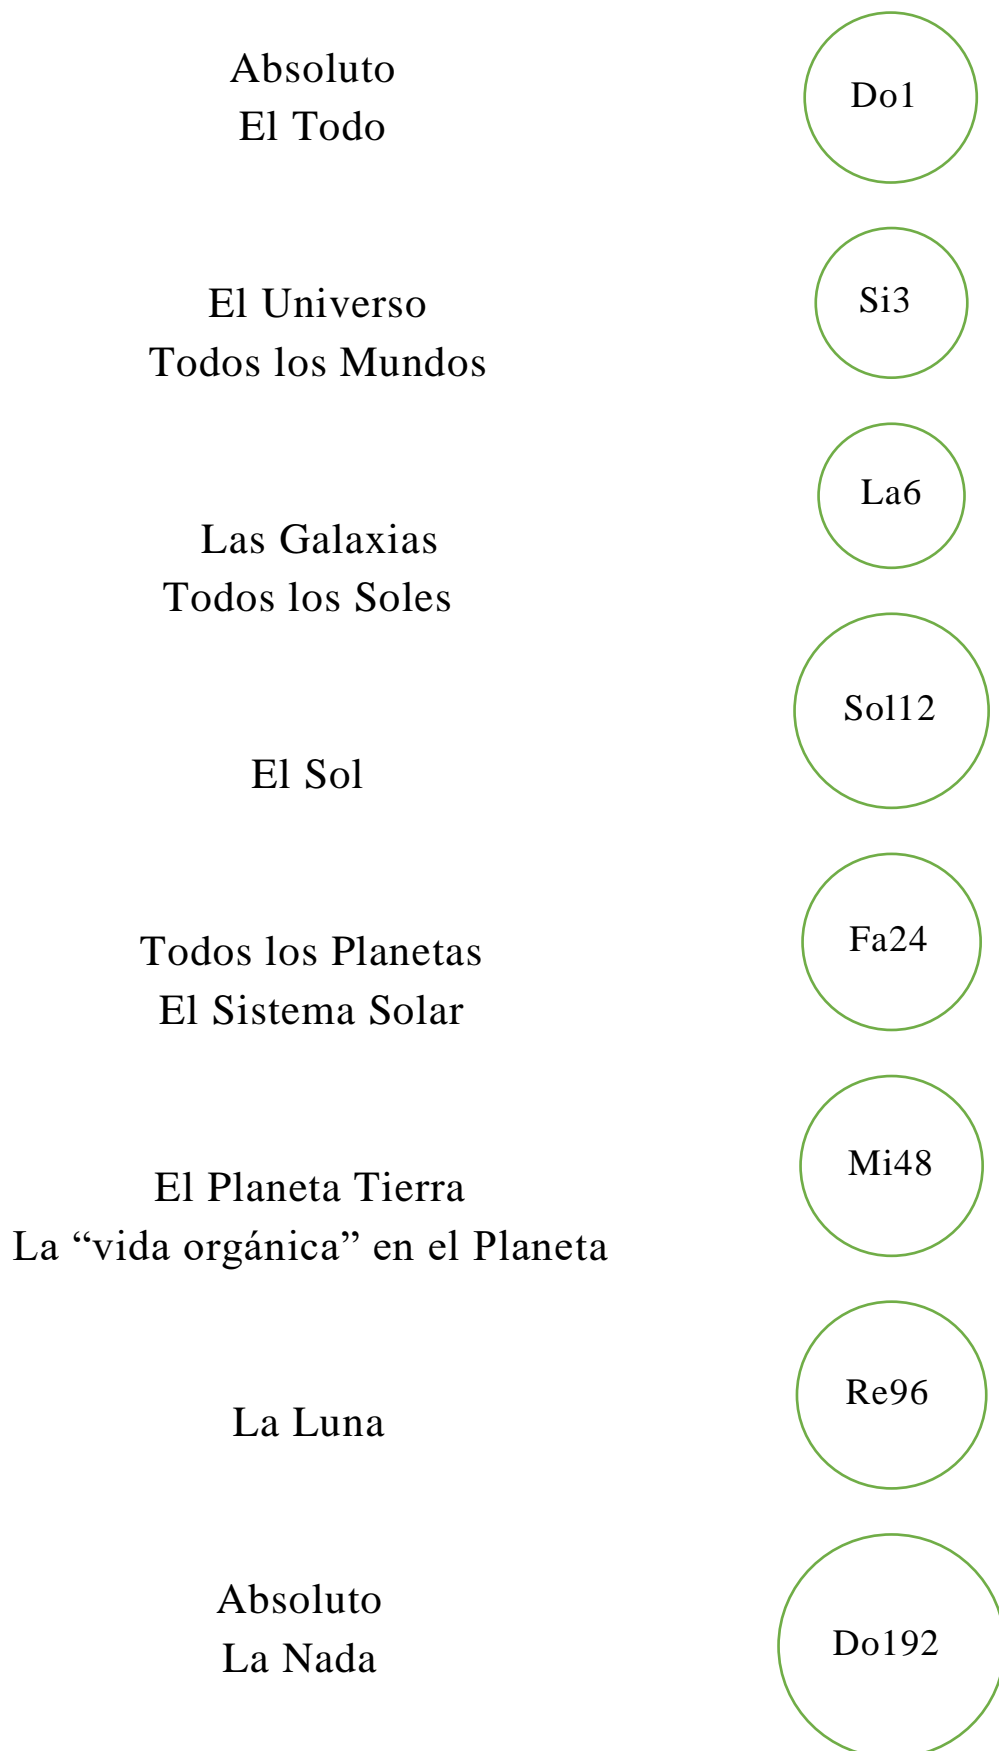 Absoluto
El Todo
Do1
El Universo
Todos los Mundos
Si3
Las Galaxias
Todos los Soles
La6
El Sol
Sol12
Todos los Planetas
El Sistema Solar
Fa24
El Planeta Tierra
La “vida orgánica” en el Planeta
Mi48
La Luna
Re96
Absoluto
La Nada
Do192